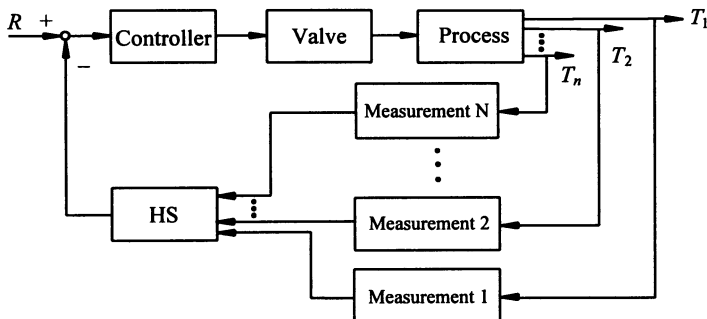 R + Controller Valve Process T₁
T₂
− Tₙ
Measurement N
HS Measurement 2
Measurement 1